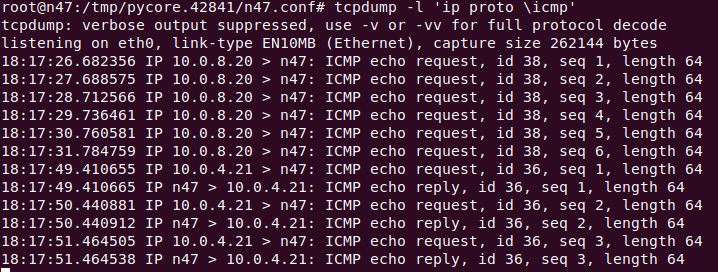 root@n47:/tmp/pycore.42841/n47.conf# tcpdump -l 'ip proto \icmp'
tcpdump: verbose output suppressed, use -v or -vv for full protocol decode
listening on eth0, link-type EN10MB (Ethernet), capture size 262144 bytes
18:17:26.682356 IP 10.0.8.20 > n47: ICMP echo request, id 38, seq 1, length 64
18:17:27.688575 IP 10.0.8.20 > n47: ICMP echo request, id 38, seq 2, length 64
18:17:28.712566 IP 10.0.8.20 > n47: ICMP echo request, id 38, seq 3, length 64
18:17:29.736461 IP 10.0.8.20 > n47: ICMP echo request, id 38, seq 4, length 64
18:17:30.760581 IP 10.0.8.20 > n47: ICMP echo request, id 38, seq 5, length 64
18:17:31.784759 IP 10.0.8.20 > n47: ICMP echo request, id 38, seq 6, length 64
18:17:49.410655 IP 10.0.4.21 > n47: ICMP echo request, id 36, seq 1, length 64
18:17:49.410665 IP n47 > 10.0.4.21: ICMP echo reply, id 36, seq 1, length 64
18:17:50.440881 IP 10.0.4.21 > n47: ICMP echo request, id 36, seq 2, length 64
18:17:50.440912 IP n47 > 10.0.4.21: ICMP echo reply, id 36, seq 2, length 64
18:17:51.464505 IP 10.0.4.21 > n47: ICMP echo request, id 36, seq 3, length 64
18:17:51.464538 IP n47 > 10.0.4.21: ICMP echo reply, id 36, seq 3, length 64